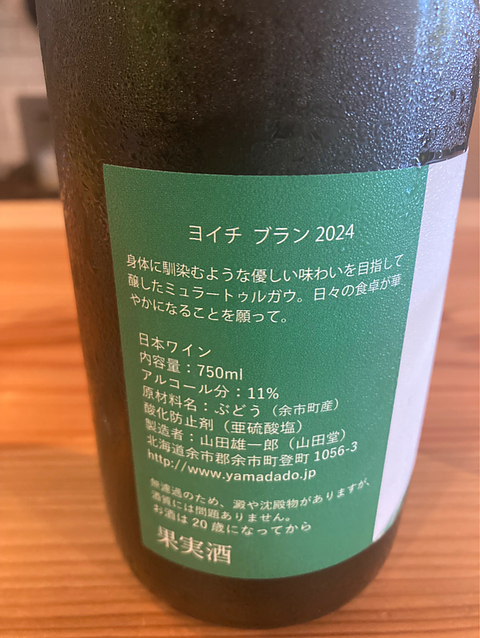 ヨイチ ブラン 2024
身体に馴染むような優しい味わいを目指して
醸したミュラートゥルガウ。日々の食卓が華
やかになることを願って。
日本ワイン
内容量：750ml
アルコール分：11%
原材料名：ぶどう（余市町産）
酸化防止剤（亜硫酸塩）
製造者：山田雄一郎（山田堂）
北海道余市郡余市町登町 1056-3
http://www.yamadado.jp
無濾過のため、澱や沈殿物がありますが、
酒質には問題ありません。
お酒は 20 歳になってから
果実酒